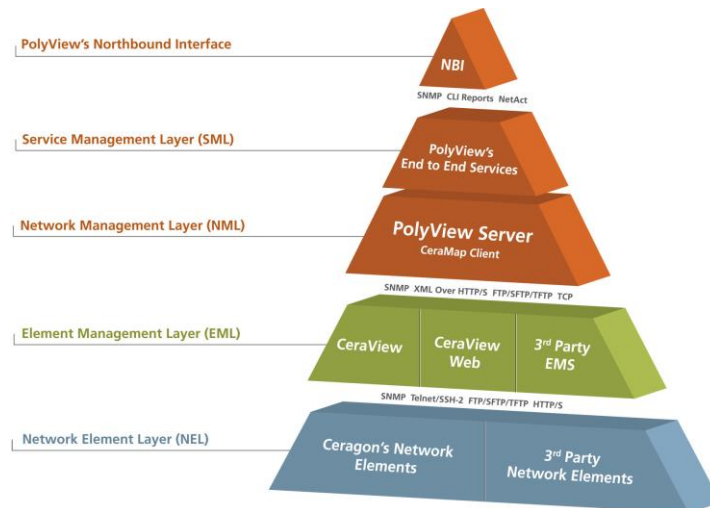 PolyView's Northbound Interface
NBI
SNMP CLI Reports NetAct
Service Management Layer (SML)
PolyView's
End to End Services
Network Management Layer (NML)
PolyView Server
CeraMap Client
SNMP XML Over HTTP/S FTP/SFTP/TFTP TCP
Element Management Layer (EML)
CeraView
CeraView
Web
3rd Party
EMS
SNMP Telnet/SSH-2 FTP/SFTP/TFTP HTTP/S
Network Element Layer (NEL)
Ceragon's Network
Elements
3rd Party
Network Elements